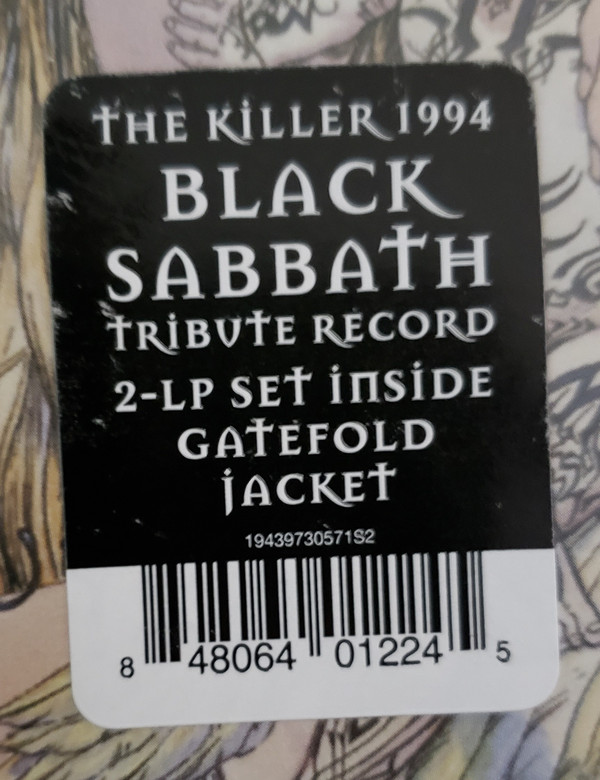 THE KILLER 1994
BLACK
SABBATH
TRIBUTE RECORD
2-LP SET INSIDE
GATEFOLD
JACKET
19439730571S2
8 48064 01224 5